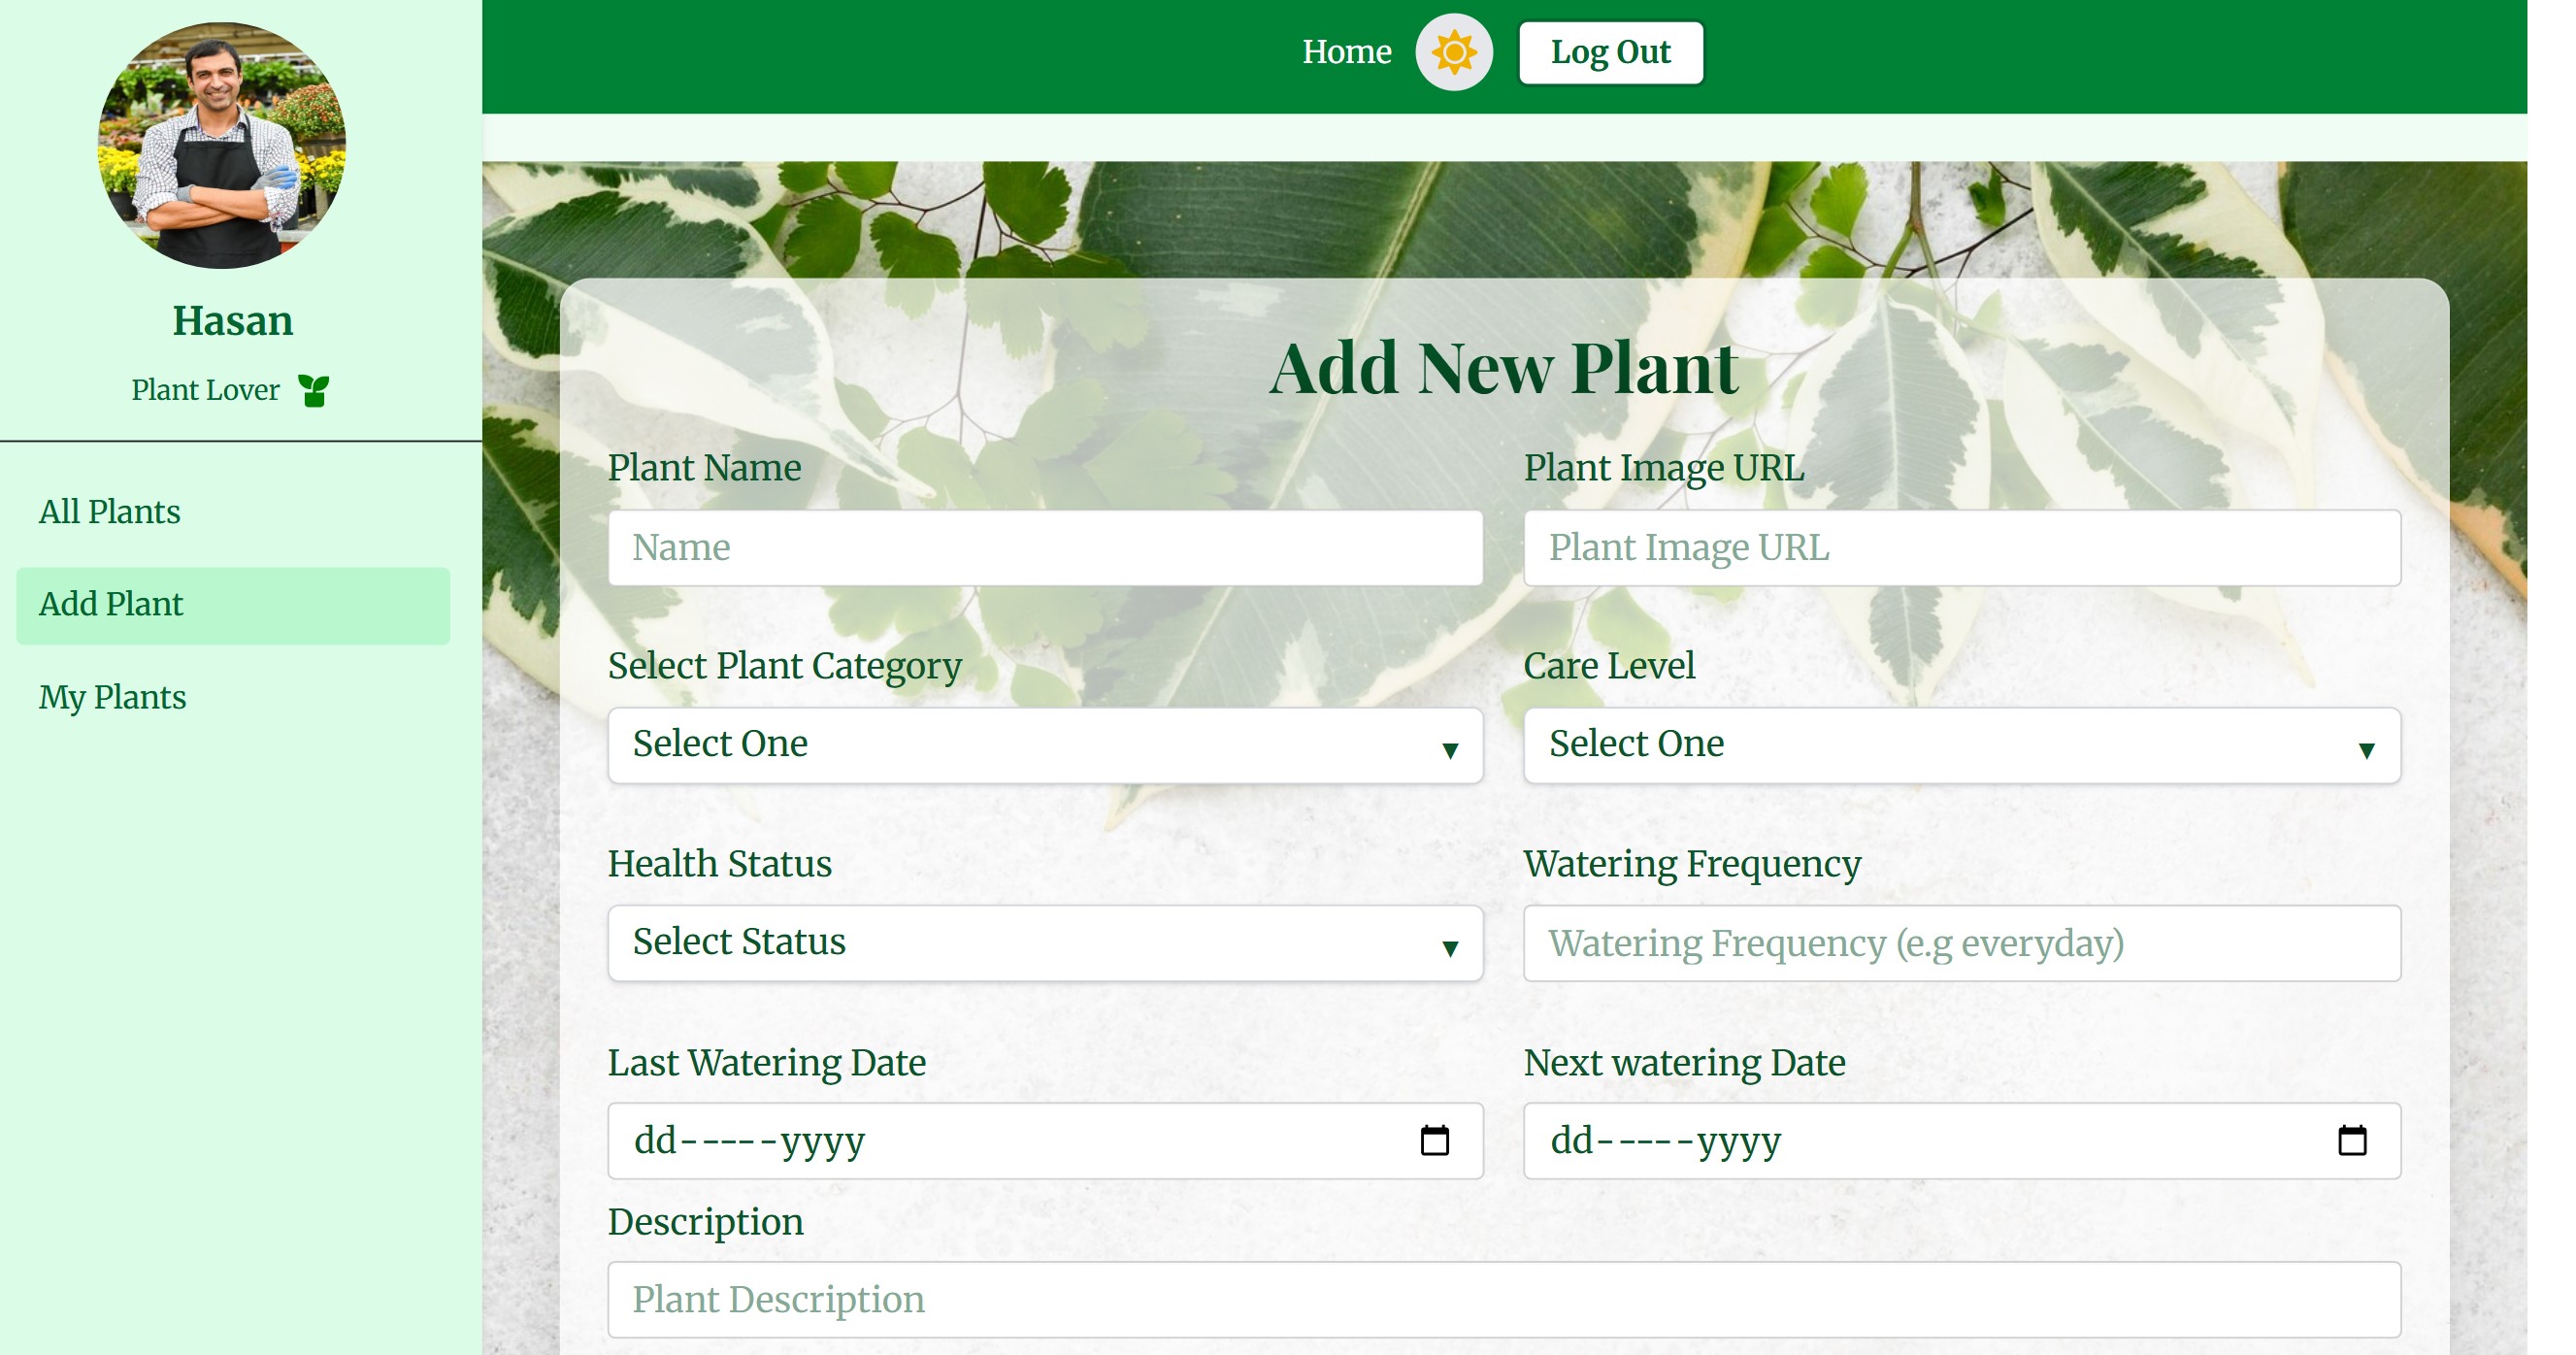 Home
Log Out
Hasan
Plant Lover
All Plants
Add Plant
My Plants
Add New Plant
Plant Name
Plant Image URL
Name
Plant Image URL
Select Plant Category
Care Level
Select One
Select One
Health Status
Watering Frequency
Select Status
Watering Frequency (e.g everyday)
Last Watering Date
Next watering Date
dd-----yyyy
dd-----yyyy
Description
Plant Description